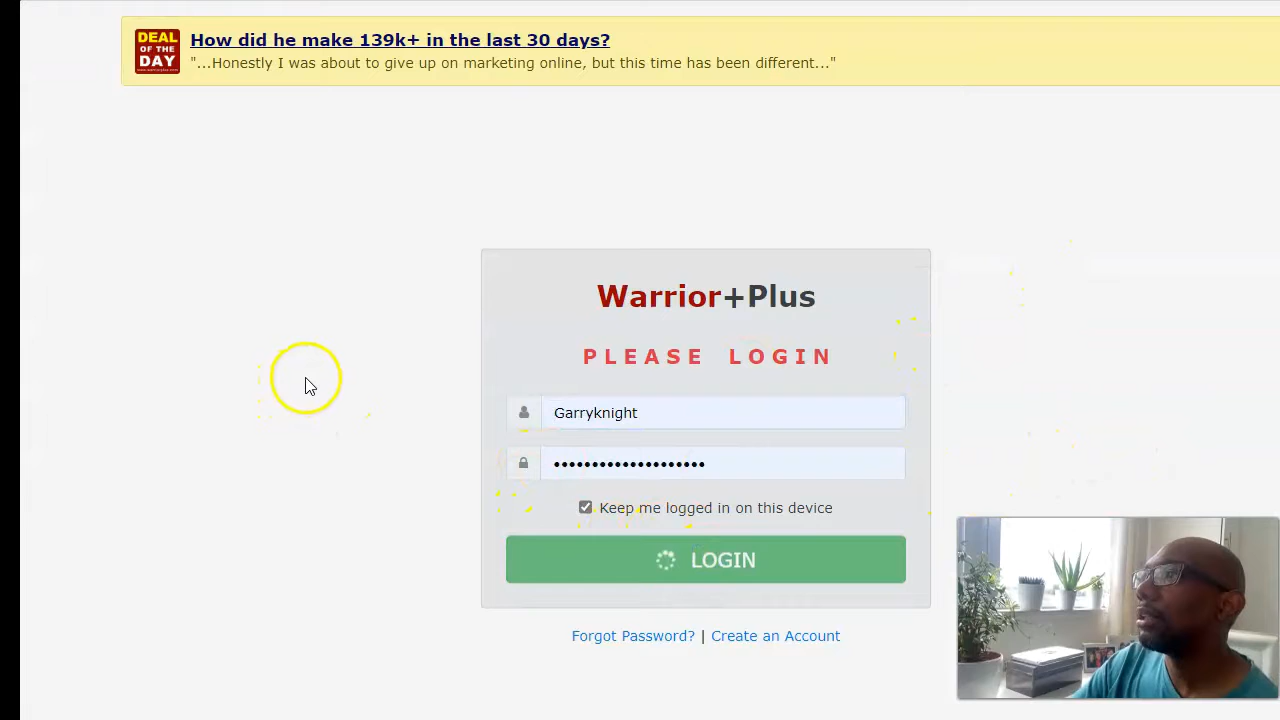 DEAL
OF THE
DAY
How did he make 139k+ in the last 30 days?
"...Honestly I was about to give up on marketing online, but this time has been different..."
Warrior+Plus
PLEASE LOGIN
Garryknight
••••••••••••••••••••
Keep me logged in on this device
LOGIN
Forgot Password? | Create an Account